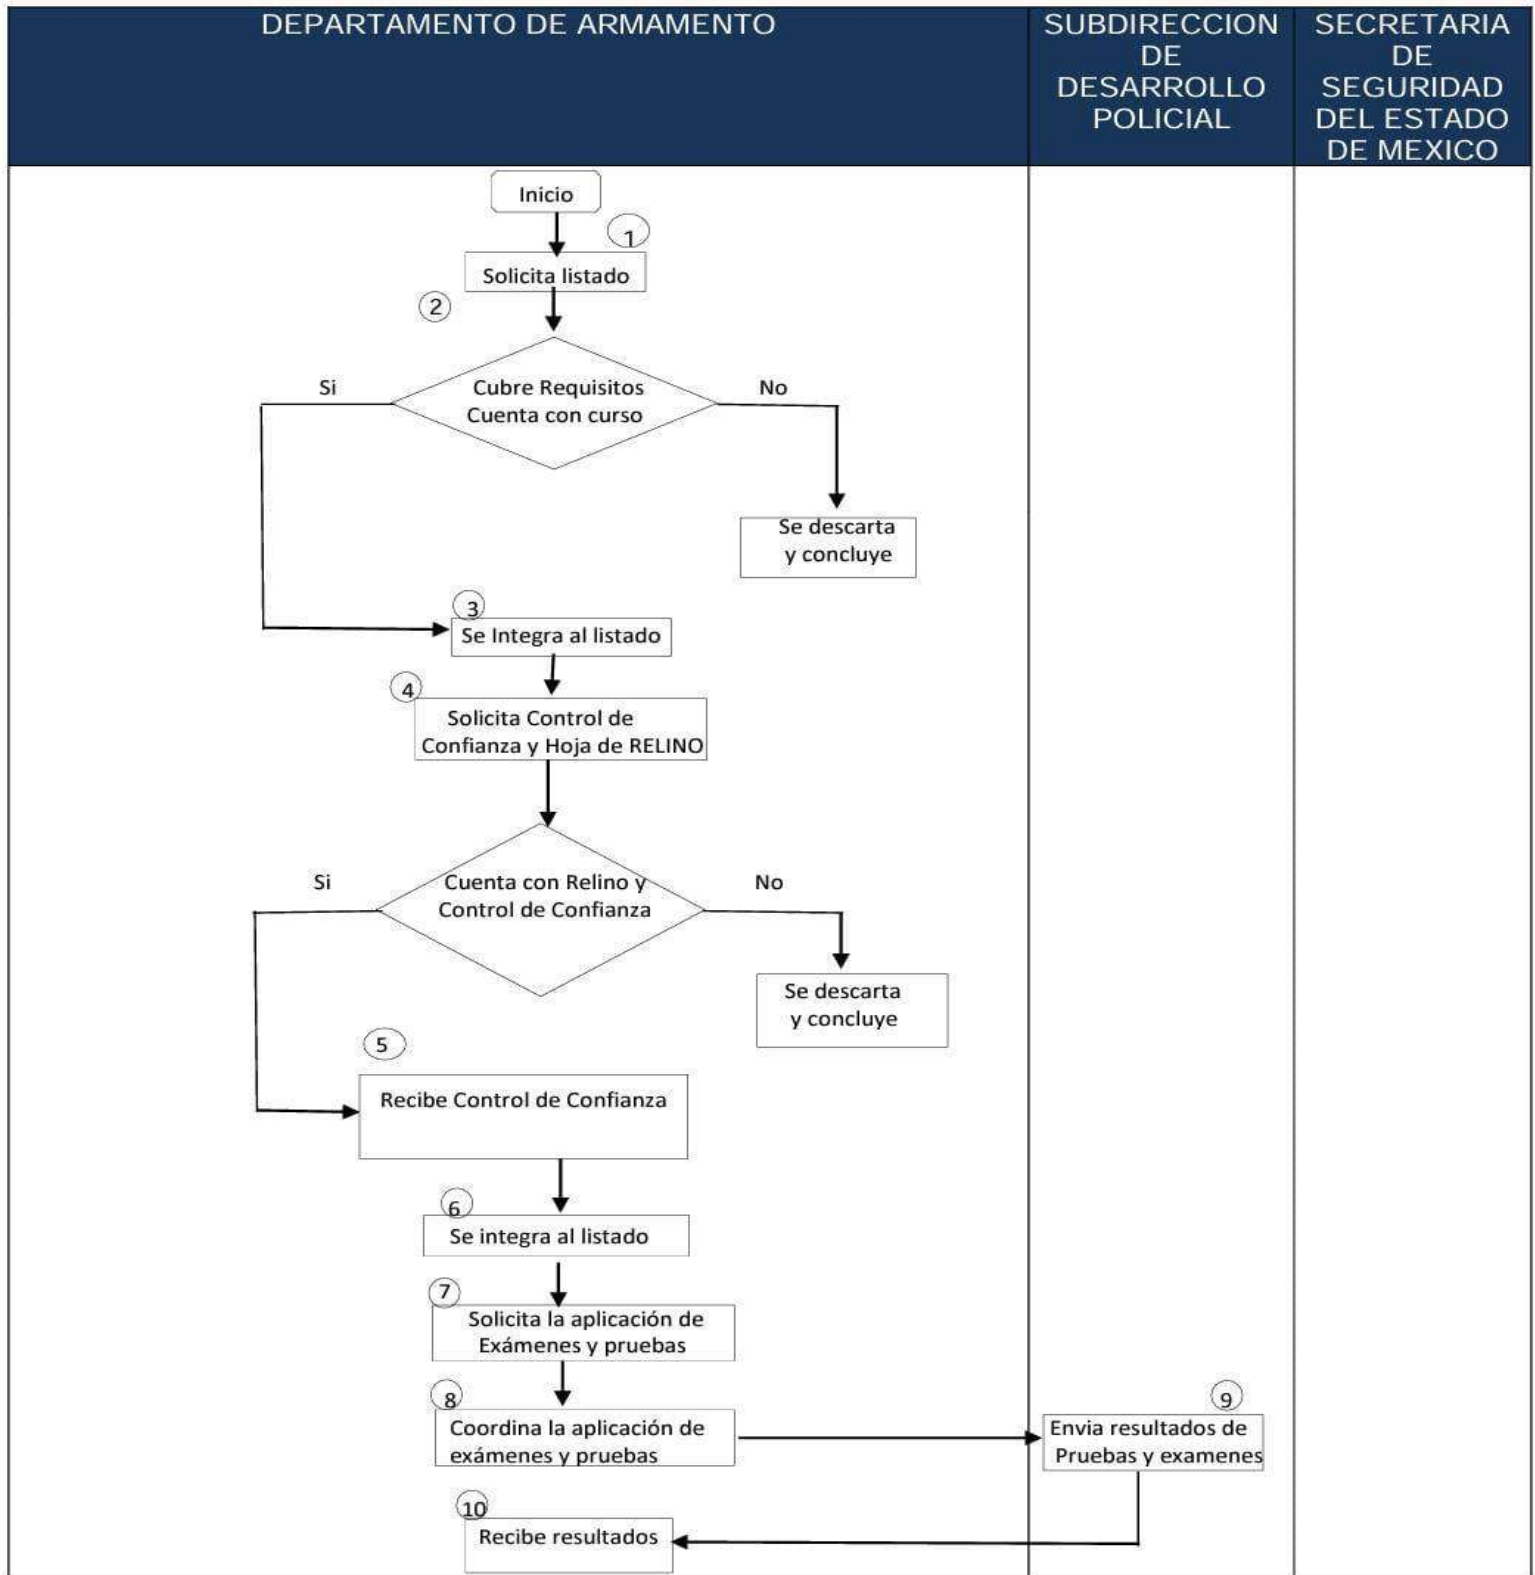 DEPARTAMENTO DE ARMAMENTO
SUBDIRECCION
DE
DESARROLLO
POLICIAL
SECRETARIA
DE
SEGURIDAD
DEL ESTADO
DE MEXICO
Inicio
1
Solicita listado
2
Cubre Requisitos
Cuenta con curso
Si
No
Se descarta
y concluye
3
Se Integra al listado
4
Solicita Control de
Confianza y Hoja de RELINO
Cuenta con Relino y
Control de Confianza
Si
No
Se descarta
y concluye
5
Recibe Control de Confianza
6
Se integra al listado
7
Solicita la aplicación de
Exámenes y pruebas
8
Coordina la aplicación de
exámenes y pruebas
9
Envia resultados de
Pruebas y examenes
10
Recibe resultados